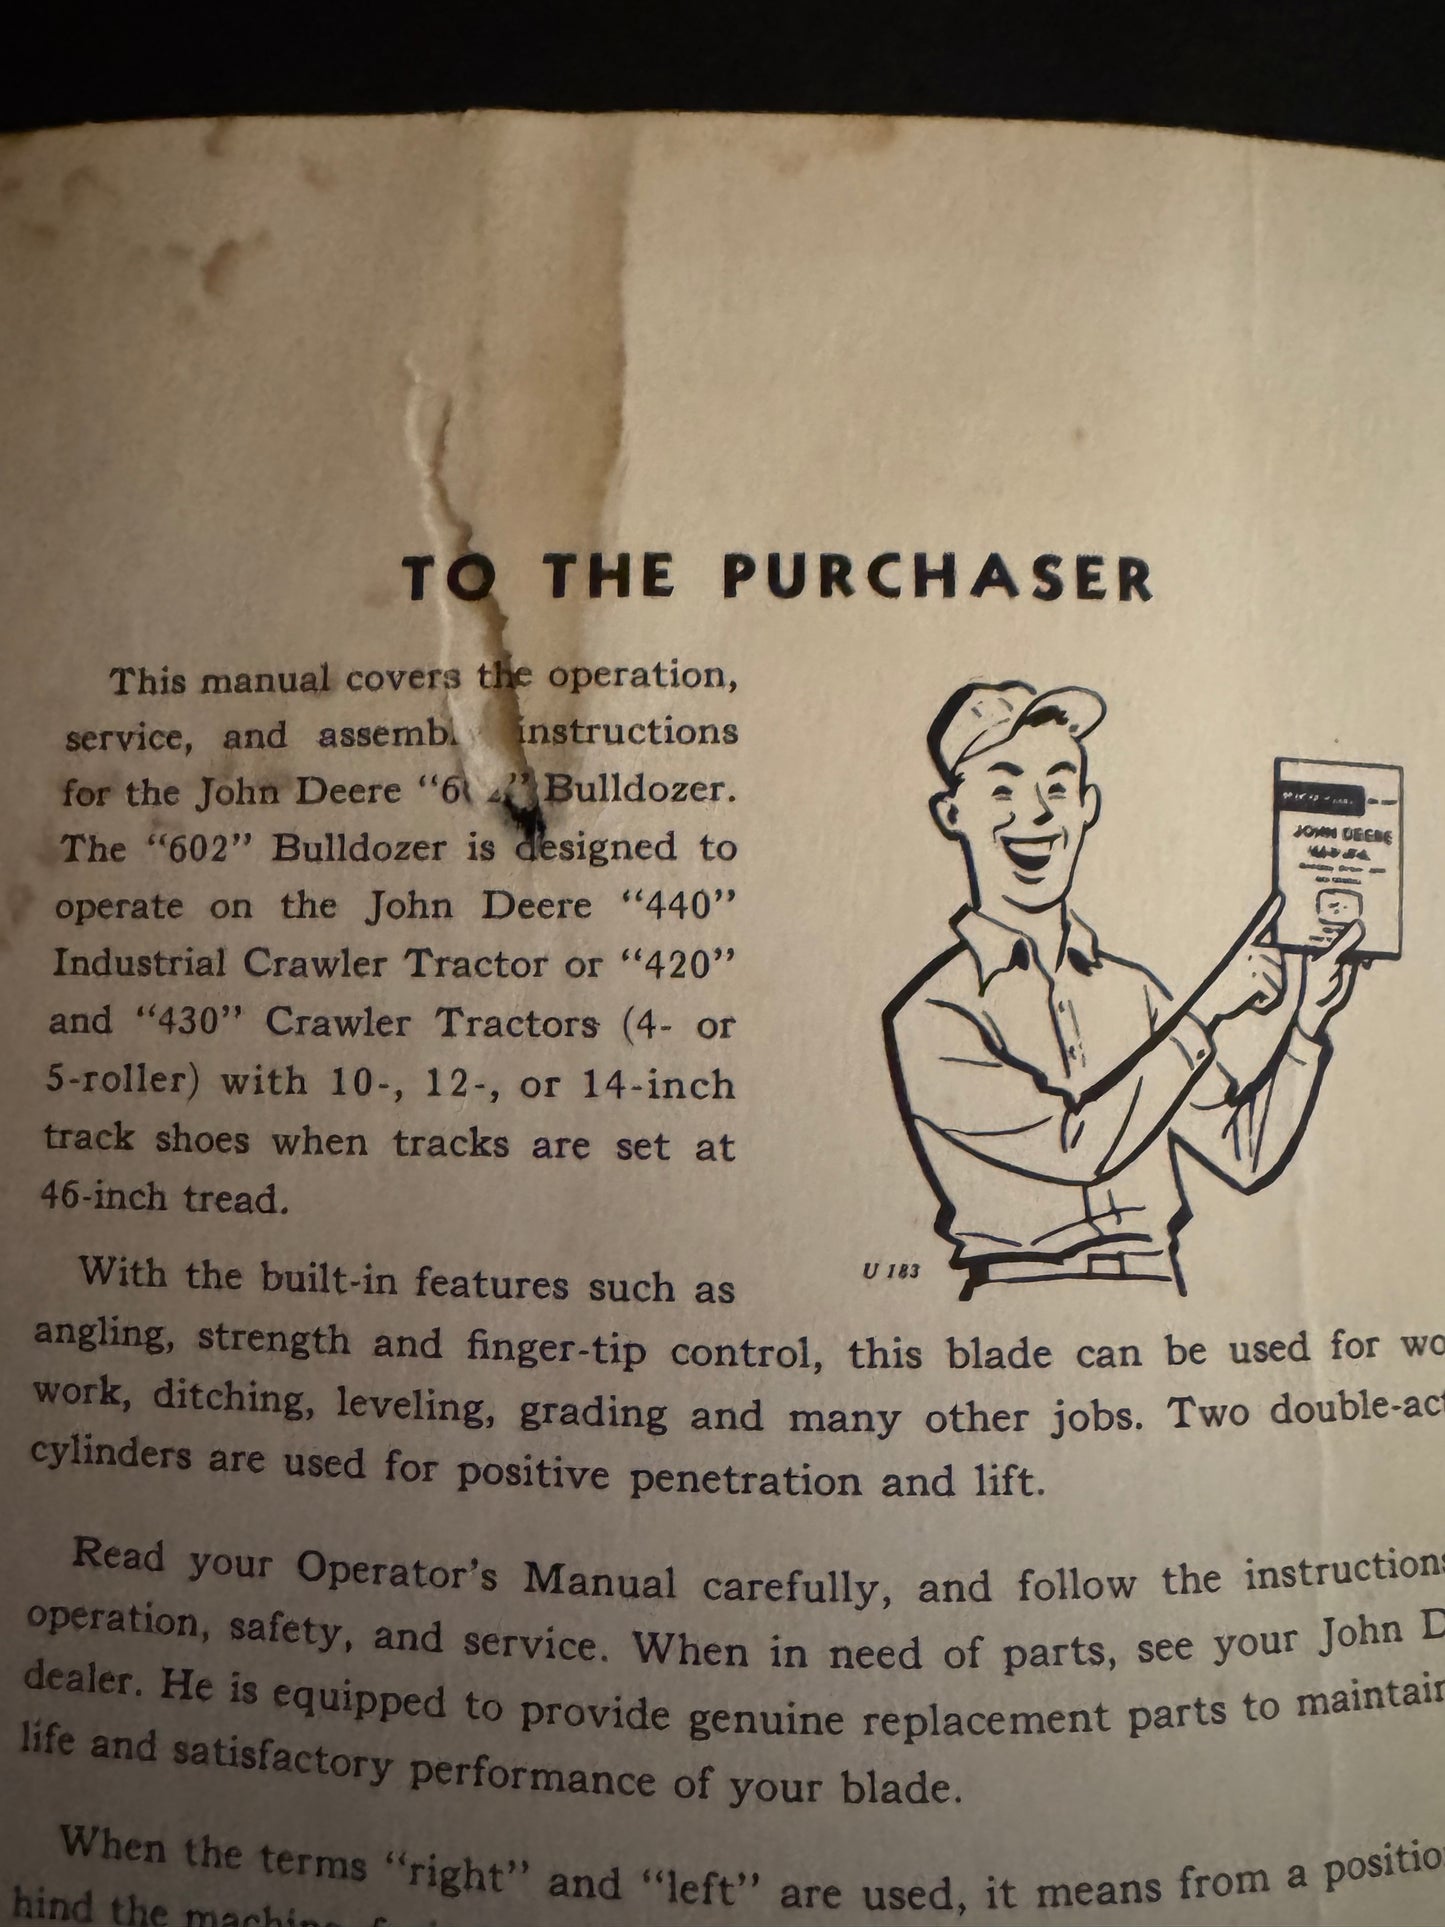 TO THE PURCHASER
This manual covers the operation,
service, and instructions
for the John Deere Bulldozer.
The “602” Bulldozer is designed to
operate on the John Deere “440”
Industrial Crawler Tractor or “420”
and “430” Crawler Tractors (4- or
5-roller) with 10-, 12-, or 14-inch
track shoes when tracks are set at
46-inch tread.
JOHN DEERE
U 183
With the built-in features such as
angling, strength and finger-tip control, this blade can be used for
work, ditching, leveling, grading and many other jobs. Two
cylinders are used for positive penetration and lift.
Read your Operator’s Manual carefully, and follow the
operation, safety, and service. When in need of parts, see your John
dealer. He is equipped to provide genuine replacement parts to
life and satisfactory performance of your blade.
When the terms “right” and “left” are used, it means from a
hind the